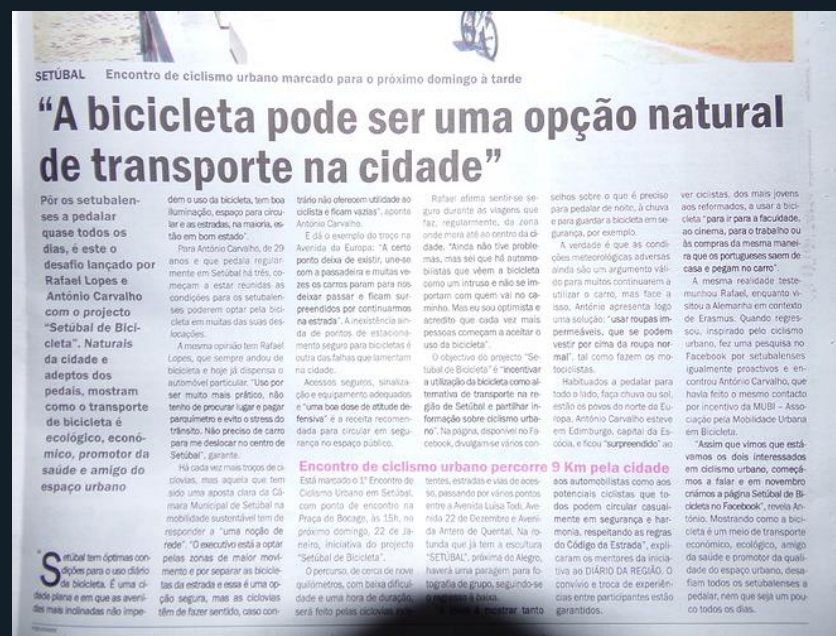 SETÚBAL Encontro de ciclismo urbano marcado para o próximo domingo à tarde
“A bicicleta pode ser uma opção natural
de transporte na cidade”
Pôr os setubalen-
ses a pedalar
quase todos os
dias, é este o
desafio lançado por
Rafael Lopes e
António Carvalho
com o projecto
“Setúbal de Bici-
cleta”. Naturais
da cidade e
adeptos dos
pedais, mostram
como o transporte
de bicicleta é
ecológico, econó-
mico, promotor da
saúde e amigo do
espaço urbano
“Setúbal tem óptimas con-
dições para o uso diário
da bicicleta. É uma ci-
dade plana e em que as aveni-
das mais inclinadas não impe-
dem o uso da bicicleta, tem boa
iluminação, espaço para circu-
lar e as estradas, na maioria, es-
tão em bom estado”.
Para António Carvalho, de 29
anos e que pedala regular-
mente em Setúbal há três, co-
meçam a estar reunidas as
condições para os setubalen-
ses poderem optar pela bici-
cleta em muitas das suas des-
locações.
A mesma opinião tem Rafael
Lopes, que sempre andou de
bicicleta e hoje já dispensa o
automóvel particular. “Uso por
ser muito mais prático, não
tenho de procurar lugar e pagar
parquímetro e evito o stress do
trânsito. Não preciso de carro
para me deslocar no centro de
Setúbal”, garante.
Há cada vez mais troços de ci-
clovias, mas aquela que tem
sido uma aposta clara da Câ-
mara Municipal de Setúbal na
mobilidade sustentável tem de
responder a “uma noção de
rede”. “O executivo está a optar
pelas zonas de maior movi-
mento e por separar as bicicle-
tas da estrada e essa é uma op-
ção segura, mas as ciclovias
têm de fazer sentido, caso con-
trário não oferecem utilidade ao
ciclista e ficam vazias”, aponta
António Carvalho.
E dá o exemplo do troço na
Avenida da Europa: “A certo
ponto deixa de existir, une-se
com a passadeira e muitas ve-
zes os carros param para nos
deixar passar e ficam sur-
preendidos por continuarmos
na estrada”. A inexistência ain-
da de pontos de estaciona-
mento seguro para bicicletas é
outra das falhas que lamentam
na cidade.
Acessos seguros, sinaliza-
ção e equipamento adequados
e “uma boa dose de atitude de-
fensiva” é a receita recomen-
dada para circular em segu-
rança no espaço público.
Rafael afirma sentir-se se-
guro durante as viagens que
faz, regularmente, da zona
onde mora até ao centro da ci-
dade. “Ainda não tive proble-
mas, mas sei que há automo-
bilistas que vêem a bicicleta
como um intruso e não se im-
portam com quem vai no ca-
minho. Mas eu sou optimista e
acredito que cada vez mais
pessoas começam a aceitar o
uso da bicicleta”.
O objectivo do projecto “Se-
túbal de Bicicleta” é “incentivar
a utilização da bicicleta como al-
ternativa de transporte na re-
gião de Setúbal e partilhar in-
formação sobre ciclismo urba-
no”. Na página, disponível no Fa-
cebook, divulgam-se vários con-
selhos sobre o que é preciso
para pedalar de noite, à chuva
e para guardar a bicicleta em se-
gurança, por exemplo.
A verdade é que as condi-
ções meteorológicas adversas
ainda são um argumento váli-
do para muitos continuarem a
utilizar o carro, mas face a
isso, António apresenta logo
uma solução: “usar roupas im-
permeáveis, que se podem
vestir por cima da roupa nor-
mal”, tal como fazem os mo-
tociclistas.
Habituados a pedalar para
todo o lado, faça chuva ou sol,
estão os povos do norte da Eu-
ropa. António Carvalho esteve
em Edimburgo, capital da Es-
cócia, e ficou “surpreendido” ao
ver ciclistas, dos mais jovens
aos reformados, a usar a bici-
cleta “para ir para a faculdade,
ao cinema, para o trabalho ou
às compras da mesma manei-
ra que os portugueses saem de
casa e pegam no carro”.
A mesma realidade teste-
munhou Rafael, enquanto vi-
sitou a Alemanha em contexto
de Erasmus. Quando regres-
sou, inspirado pelo ciclismo
urbano, fez uma pesquisa no
Facebook por setubalenses
igualmente proactivos e en-
controu António Carvalho, que
havia feito o mesmo contacto
por incentivo da MUBI – Asso-
ciação pela Mobilidade Urbana
em Bicicleta.
“Assim que vimos que está-
vamos os dois interessados
em ciclismo urbano, começá-
mos a falar e em novembro
criámos a página Setúbal de Bi-
cicleta no Facebook”, revela An-
tónio. Mostrando como a bici-
cleta é um meio de transporte
económico, ecológico, amigo
da saúde e promotor da quali-
dade do espaço urbano, desa-
fiam todos os setubalenses a
pedalar, nem que seja um pou-
co todos os dias.
Encontro de ciclismo urbano percorre 9 Km pela cidade
Está marcado o 1º Encontro de
Ciclismo Urbano em Setúbal,
com ponto de encontro na
Praça do Bocage, às 15h, no
próximo domingo, 22 de Ja-
neiro, iniciativa do projecto
“Setúbal de Bicicleta”.
O percurso, de cerca de nove
quilómetros, com baixa dificul-
dade e uma hora de duração,
será feito pelas ciclovias
tentes, estradas e vias de aces-
so, passando por vários pontos
entre a Avenida Luísa Todi, Ave-
nida 22 de Dezembro e Aveni-
da Antero de Quental. Na ro-
tunda que já tem a escultura
“SETÚBAL”, próxima do Alegro,
haverá uma paragem para fo-
tografia de grupo, seguindo-se
o regresso à baixa.
mostrar tanto
aos automobilistas como aos
potenciais ciclistas que to-
dos podem circular casual-
mente em segurança e har-
monia, respeitando as regras
do Código da Estrada”, expli-
caram os mentores da inicia-
tiva ao DIÁRIO DA REGIÃO. O
convívio e troca de experiên-
cias entre participantes estão
garantidos.